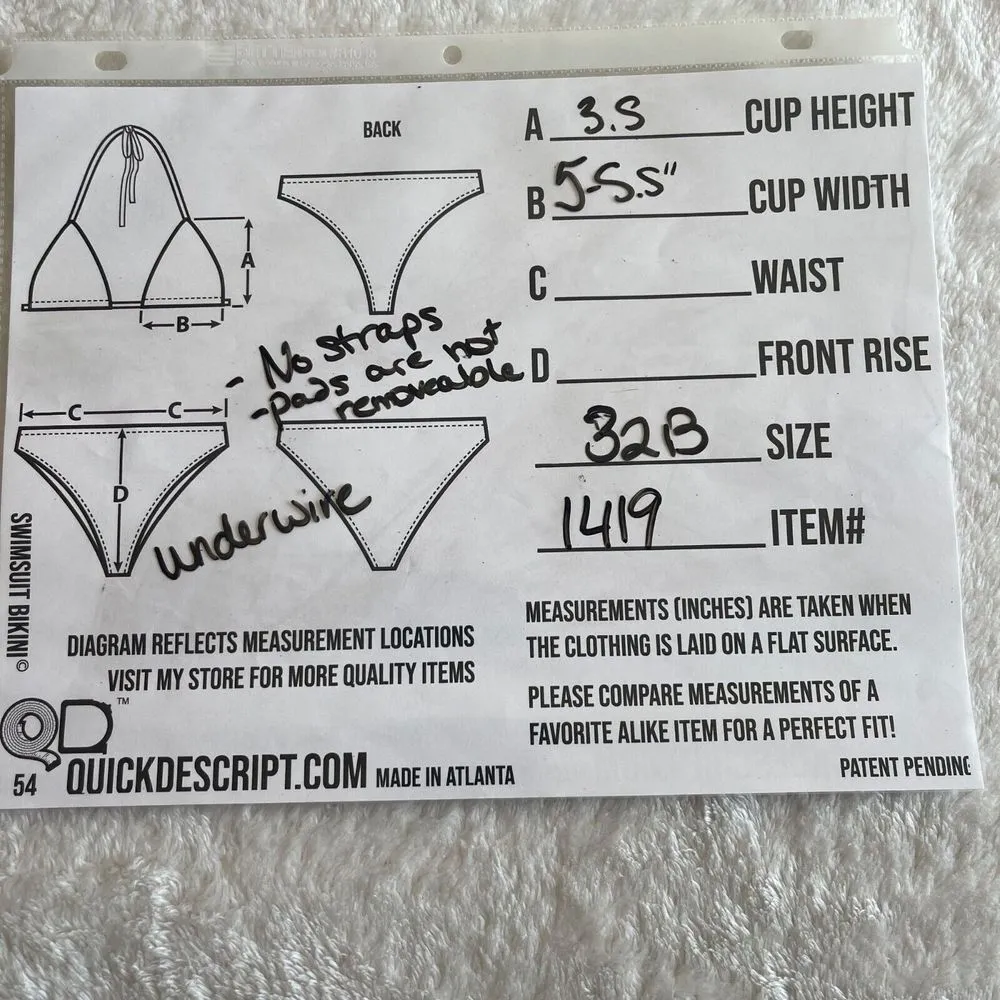 BACK
A 3.5 CUP HEIGHT
B 5-5.5" CUP WIDTH
C WAIST
D FRONT RISE
32B SIZE
1419 ITEM#
A
B
- No straps
- pads are not
removeable
C C
D
underwire
SWIMSUIT BIKINI©
DIAGRAM REFLECTS MEASUREMENT LOCATIONS
VISIT MY STORE FOR MORE QUALITY ITEMS
MEASUREMENTS (INCHES) ARE TAKEN WHEN
THE CLOTHING IS LAID ON A FLAT SURFACE.
PLEASE COMPARE MEASUREMENTS OF A
FAVORITE ALIKE ITEM FOR A PERFECT FIT!
QD™
54 QUICKDESCRIPT.COM MADE IN ATLANTA
PATENT PENDING